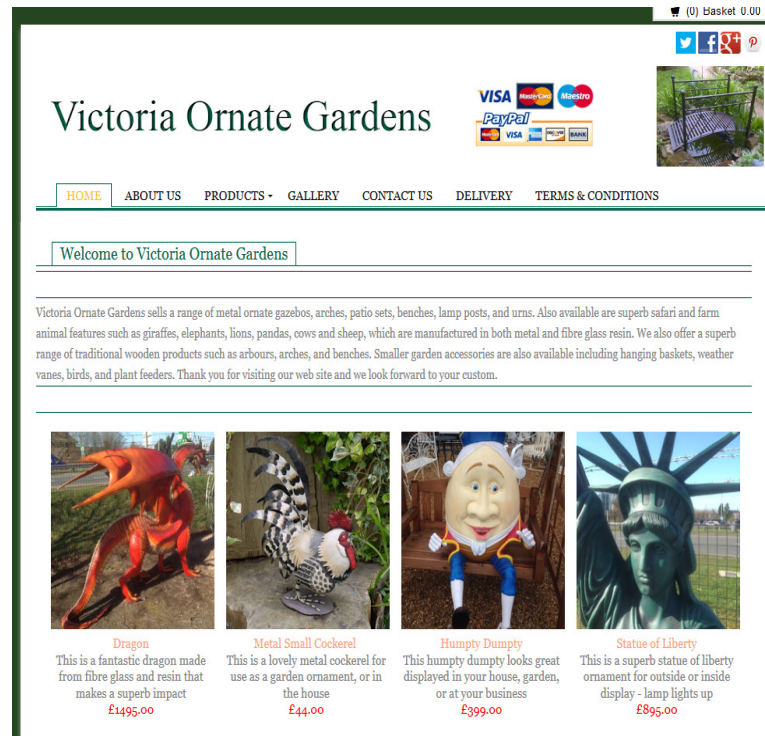 (0) Basket 0.00
Victoria Ornate Gardens
VISA MasterCard Maestro
PayPal
MasterCard VISA BANK
HOME ABOUT US PRODUCTS GALLERY CONTACT US DELIVERY TERMS & CONDITIONS
Welcome to Victoria Ornate Gardens
Victoria Ornate Gardens sells a range of metal ornate gazebos, arches, patio sets, benches, lamp posts, and urns. Also available are superb safari and farm
animal features such as giraffes, elephants, lions, pandas, cows and sheep, which are manufactured in both metal and fibre glass resin. We also offer a superb
range of traditional wooden products such as arbours, arches, and benches. Smaller garden accessories are also available including hanging baskets, weather
vanes, birds, and plant feeders. Thank you for visiting our web site and we look forward to your custom.
Dragon
This is a fantastic dragon made
from fibre glass and resin that
makes a superb impact
£1495.00
Metal Small Cockerel
This is a lovely metal cockerel for
use as a garden ornament, or in
the house
£44.00
Humpty Dumpty
This humpty dumpty looks great
displayed in your house, garden,
or at your business
£399.00
Statue of Liberty
This is a superb statue of liberty
ornament for outside or inside
display - lamp lights up
£895.00